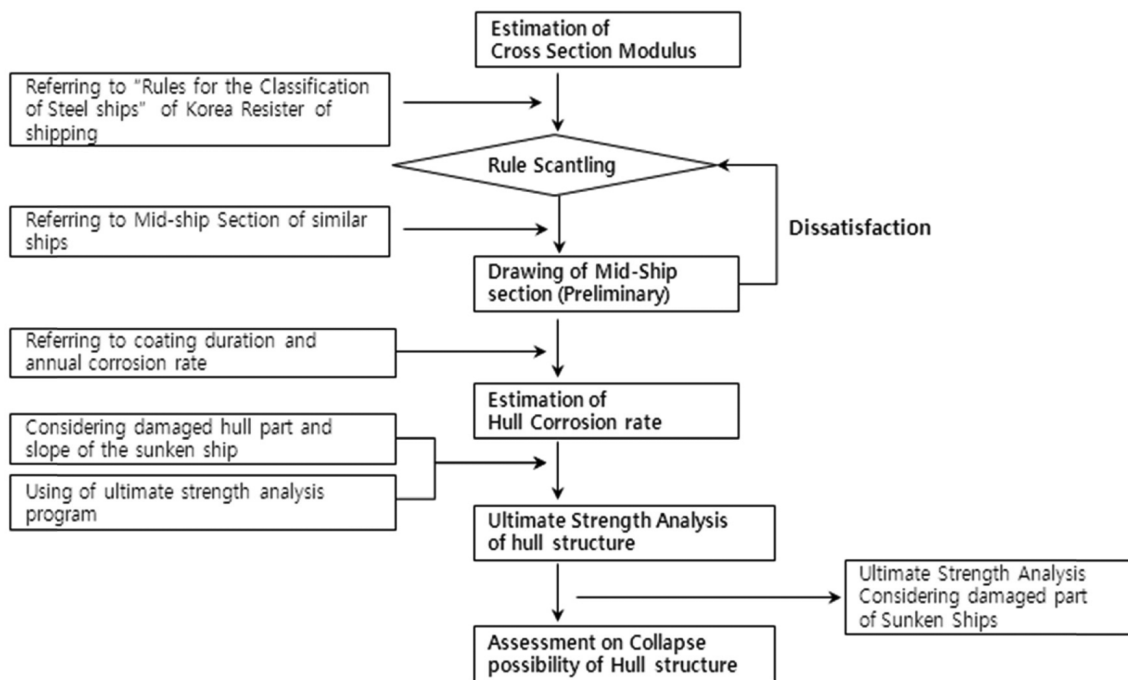 Estimation of
Cross Section Modulus
Referring to "Rules for the Classification
of Steel ships" of Korea Resister of
shipping
Rule Scantling
Referring to Mid-ship Section of similar
ships
Dissatisfaction
Drawing of Mid-Ship
section (Preliminary)
Referring to coating duration and
annual corrosion rate
Estimation of
Hull Corrosion rate
Considering damaged hull part and
slope of the sunken ship
Using of ultimate strength analysis
program
Ultimate Strength Analysis
of hull structure
Ultimate Strength Analysis
Considering damaged part
of Sunken Ships
Assessment on Collapse
possibility of Hull structure